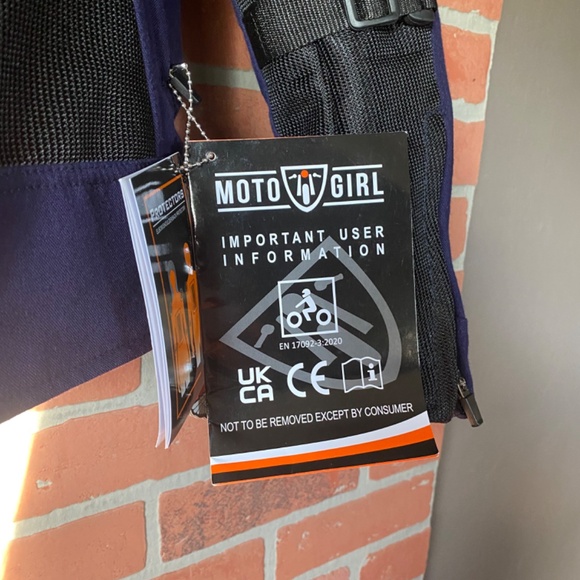 PROTECTORS
MOTO GIRL
IMPORTANT USER
INFORMATION
EN 17092-3:2020
UK
CA
CE
i
NOT TO BE REMOVED EXCEPT BY CONSUMER